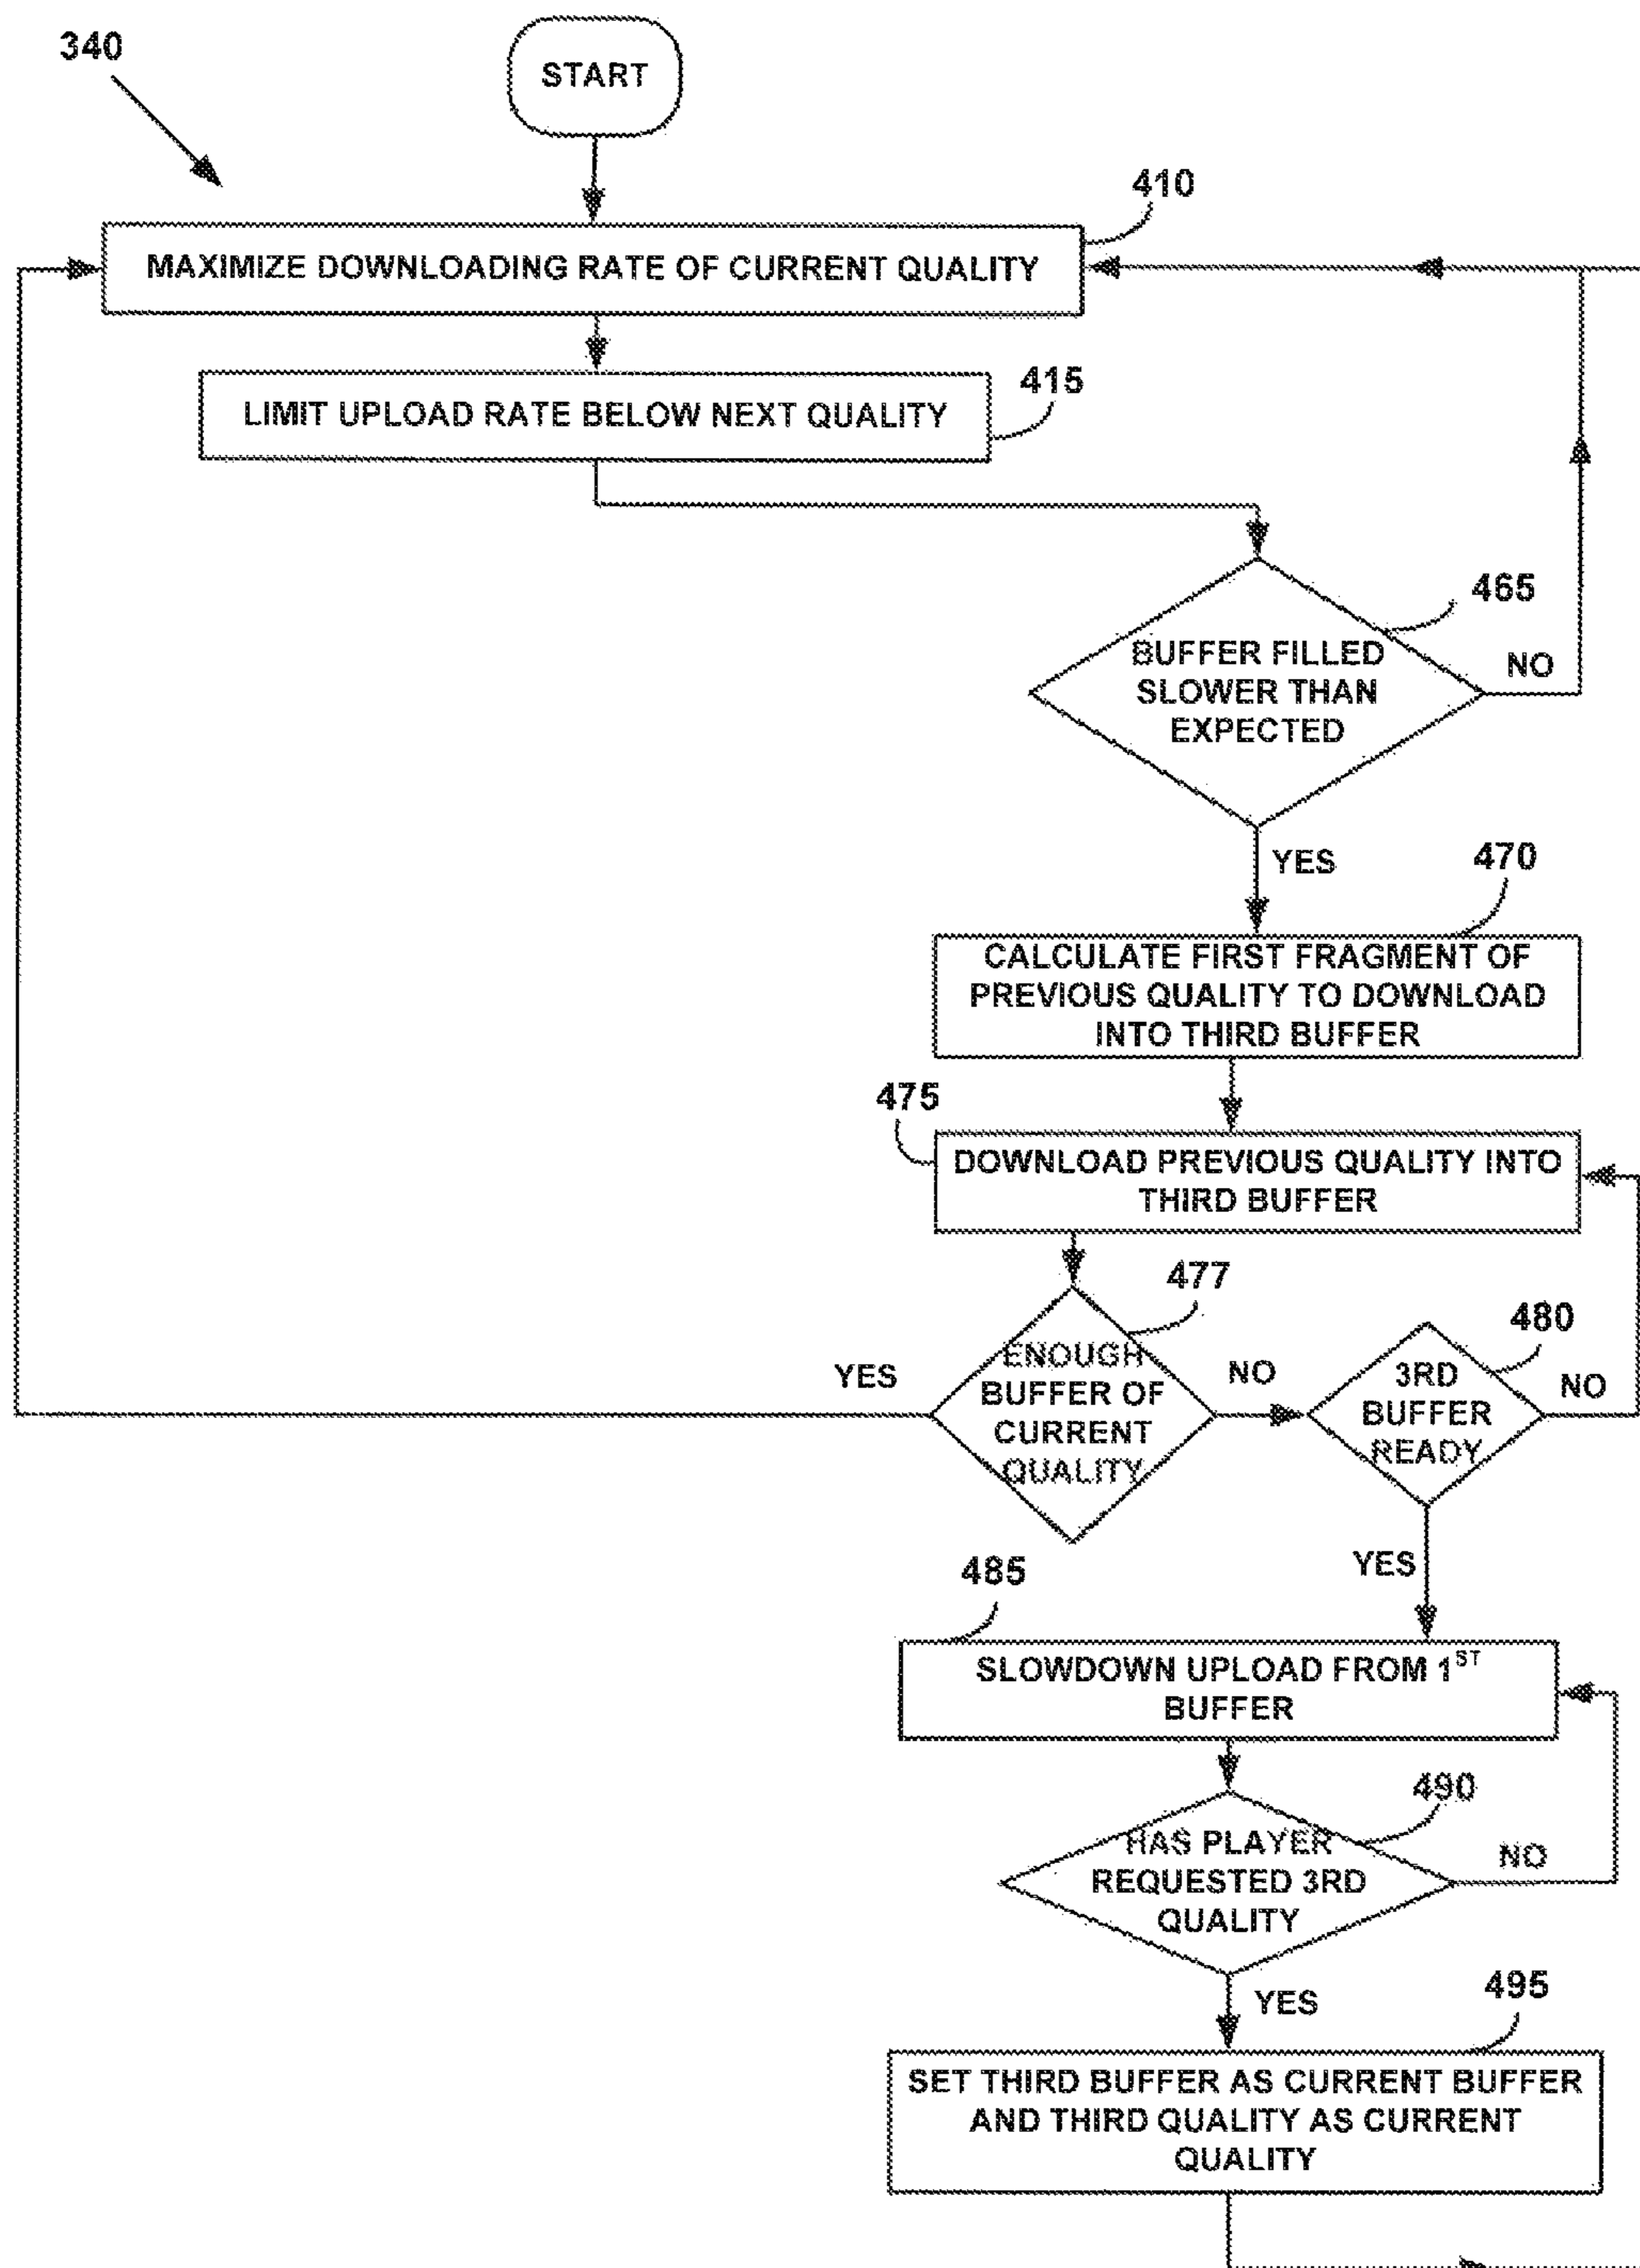 340
START
410
MAXIMIZE DOWNLOADING RATE OF CURRENT QUALITY
415
LIMIT UPLOAD RATE BELOW NEXT QUALITY
465
BUFFER FILLED
SLOWER THAN
EXPECTED
NO
YES
470
CALCULATE FIRST FRAGMENT OF
PREVIOUS QUALITY TO DOWNLOAD
INTO THIRD BUFFER
475
DOWNLOAD PREVIOUS QUALITY INTO
THIRD BUFFER
477
ENOUGH
BUFFER OF
CURRENT
QUALITY
YES
NO
480
3RD
BUFFER
READY
NO
YES
485
SLOWDOWN UPLOAD FROM 1ST
BUFFER
490
HAS PLAYER
REQUESTED 3RD
QUALITY
NO
YES
495
SET THIRD BUFFER AS CURRENT BUFFER
AND THIRD QUALITY AS CURRENT
QUALITY